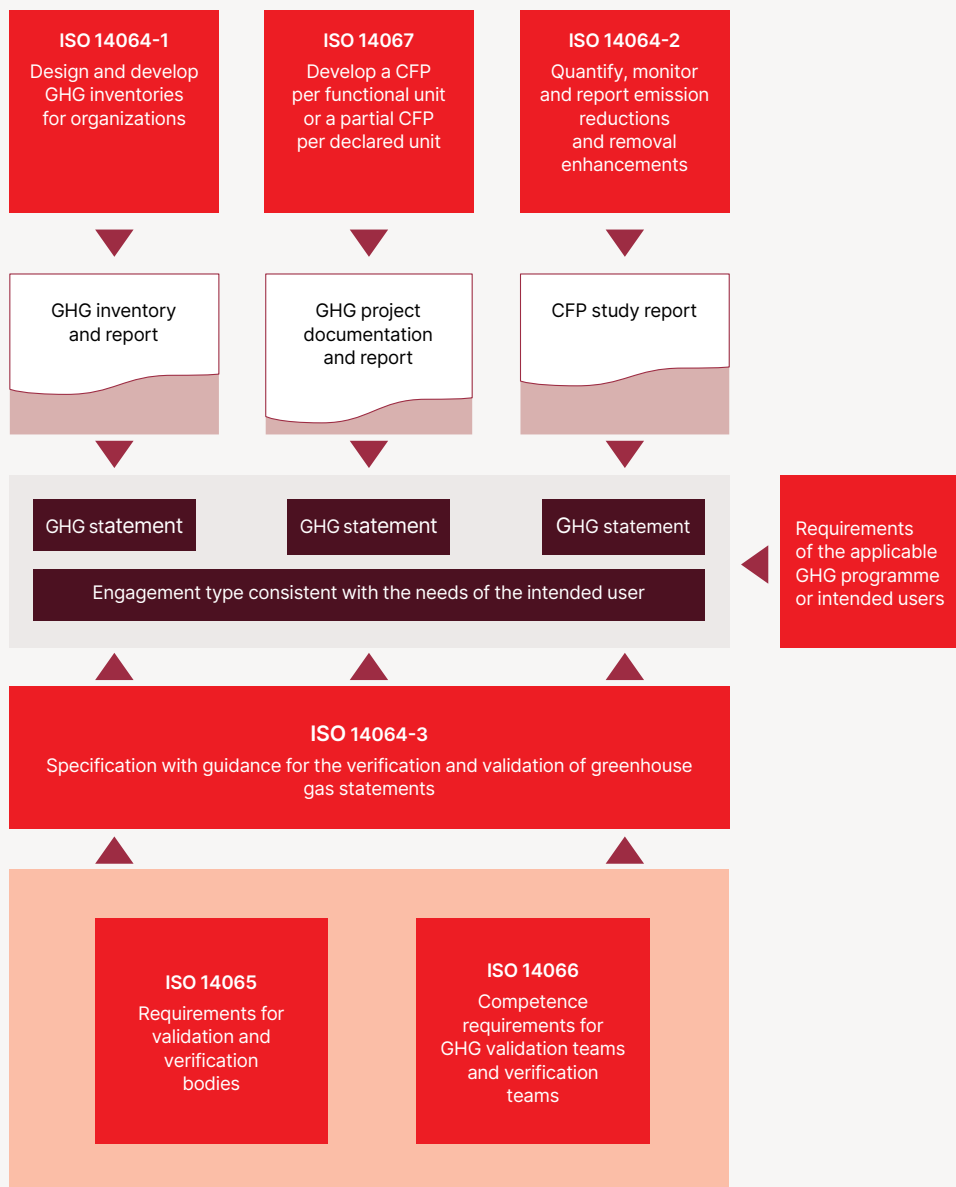 ISO 14064-1
Design and develop
GHG inventories
for organizations
ISO 14067
Develop a CFP
per functional unit
or a partial CFP
per declared unit
ISO 14064-2
Quantify, monitor
and report emission
reductions
and removal
enhancements
GHG inventory
and report
GHG project
documentation
and report
CFP study report
GHG statement
GHG statement
GHG statement
Engagement type consistent with the needs of the intended user
Requirements
of the applicable
GHG programme
or intended users
ISO 14064-3
Specification with guidance for the verification and validation of greenhouse
gas statements
ISO 14065
Requirements for
validation and
verification
bodies
ISO 14066
Competence
requirements for
GHG validation teams
and verification
teams